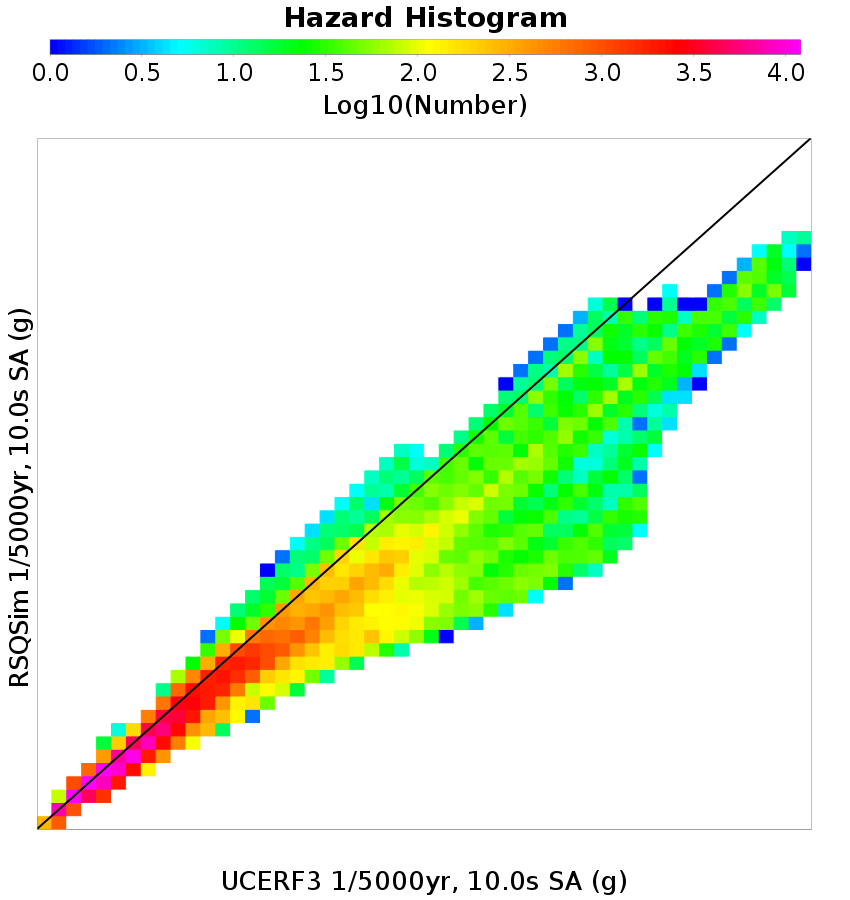 Hazard Histogram
0.0 0.5 1.0 1.5 2.0 2.5 3.0 3.5 4.0
Log10(Number)
RSQSim 1/5000yr, 10.0s SA (g)
UCERF3 1/5000yr, 10.0s SA (g)